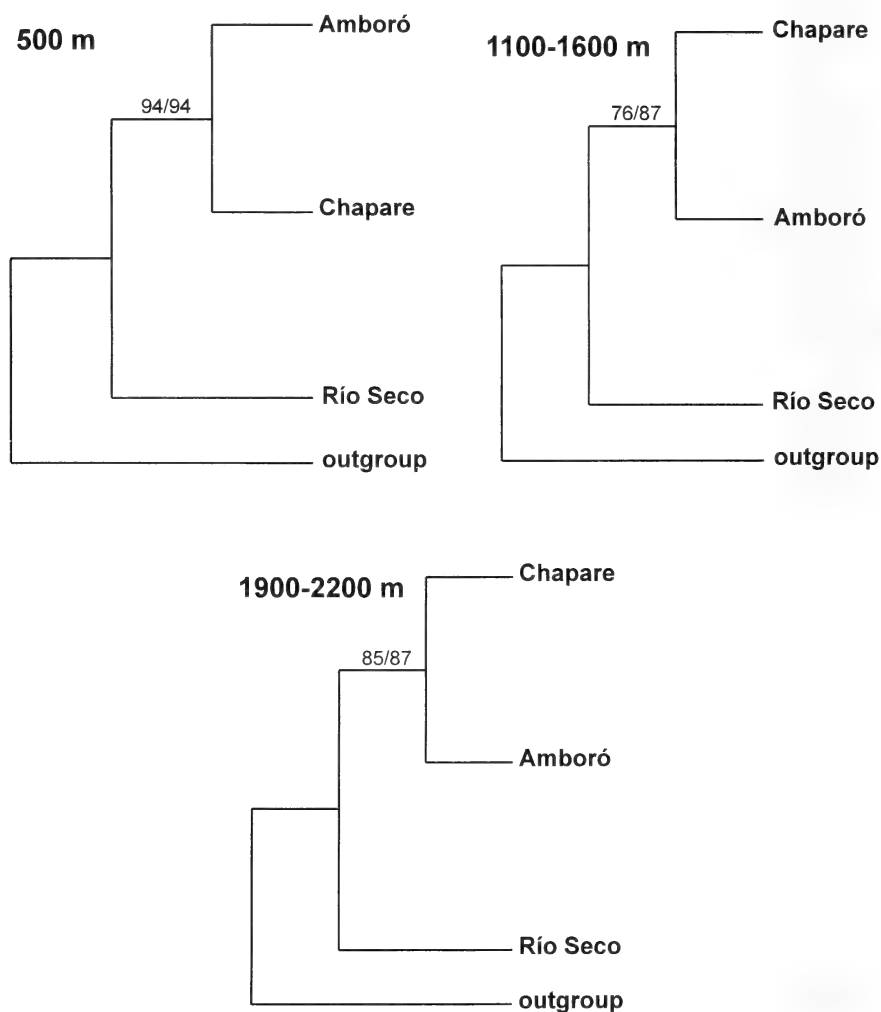 500 m
Amboró
94/94
Chapare
Río Seco
outgroup
1100-1600 m
Chapare
76/87
Amboró
Río Seco
outgroup
1900-2200 m
Chapare
85/87
Amboró
Río Seco
outgroup